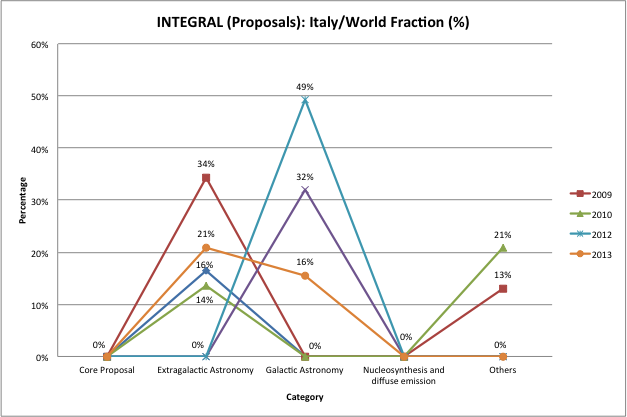 INTEGRAL (Proposals): Italy/World Fraction (%)
60%
50%
40%
30%
20%
10%
0%
Percentage
49%
34%
32%
21%
16%
14%
16%
21%
13%
0%
0%
0%
0%
0%
2009
2010
2012
2013
Core Proposal
Extragalactic Astronomy
Galactic Astronomy
Nucleosynthesis and
diffuse emission
Others
Category